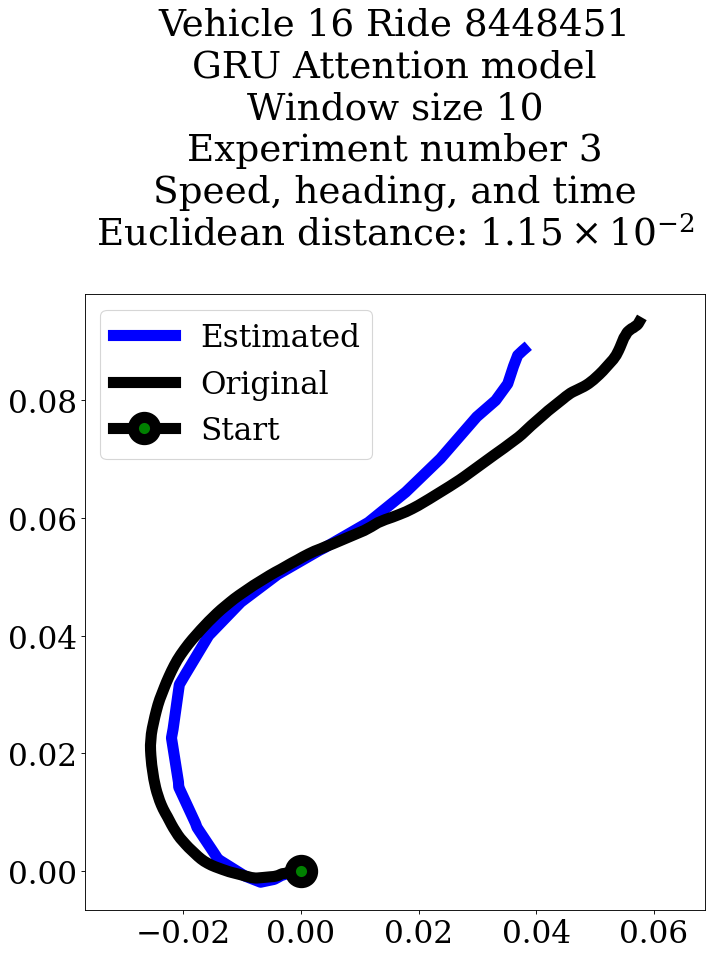 Vehicle 16 Ride 8448451
GRU Attention model
Window size 10
Experiment number 3
Speed, heading, and time
Euclidean distance: 1.15 × 10⁻²
Estimated
Original
Start
0.08
0.06
0.04
0.02
0.00
−0.02 0.00 0.02 0.04 0.06